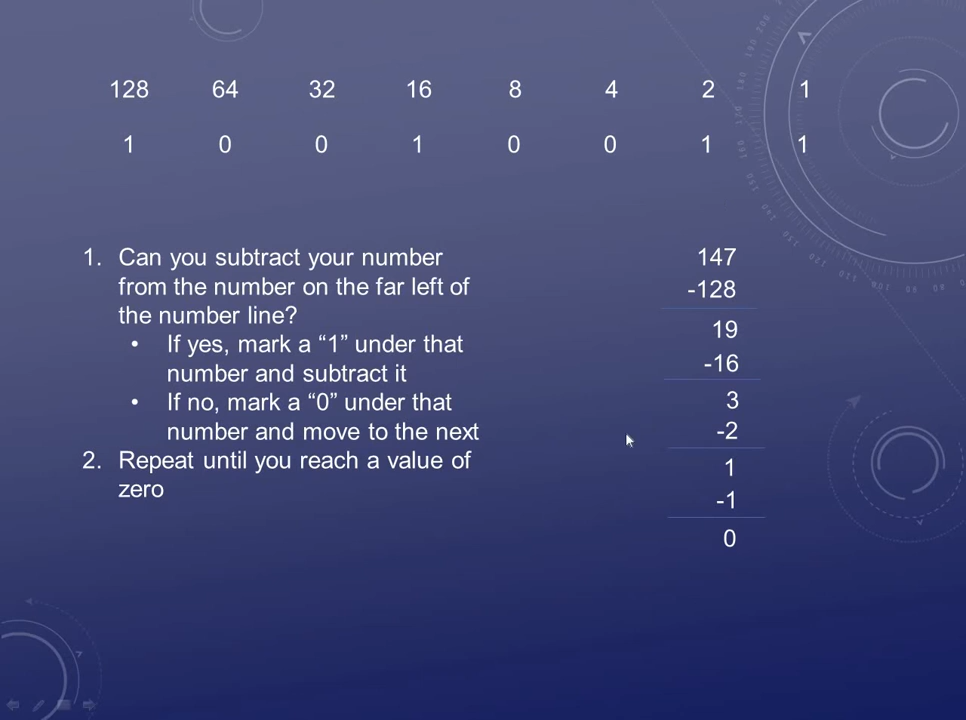 128 64 32 16 8 4 2 1
1 0 0 1 0 0 1 1
1. Can you subtract your number
from the number on the far left of
the number line?
• If yes, mark a “1” under that
number and subtract it
• If no, mark a “0” under that
number and move to the next
2. Repeat until you reach a value of
zero
147
-128
19
-16
3
-2
1
-1
0